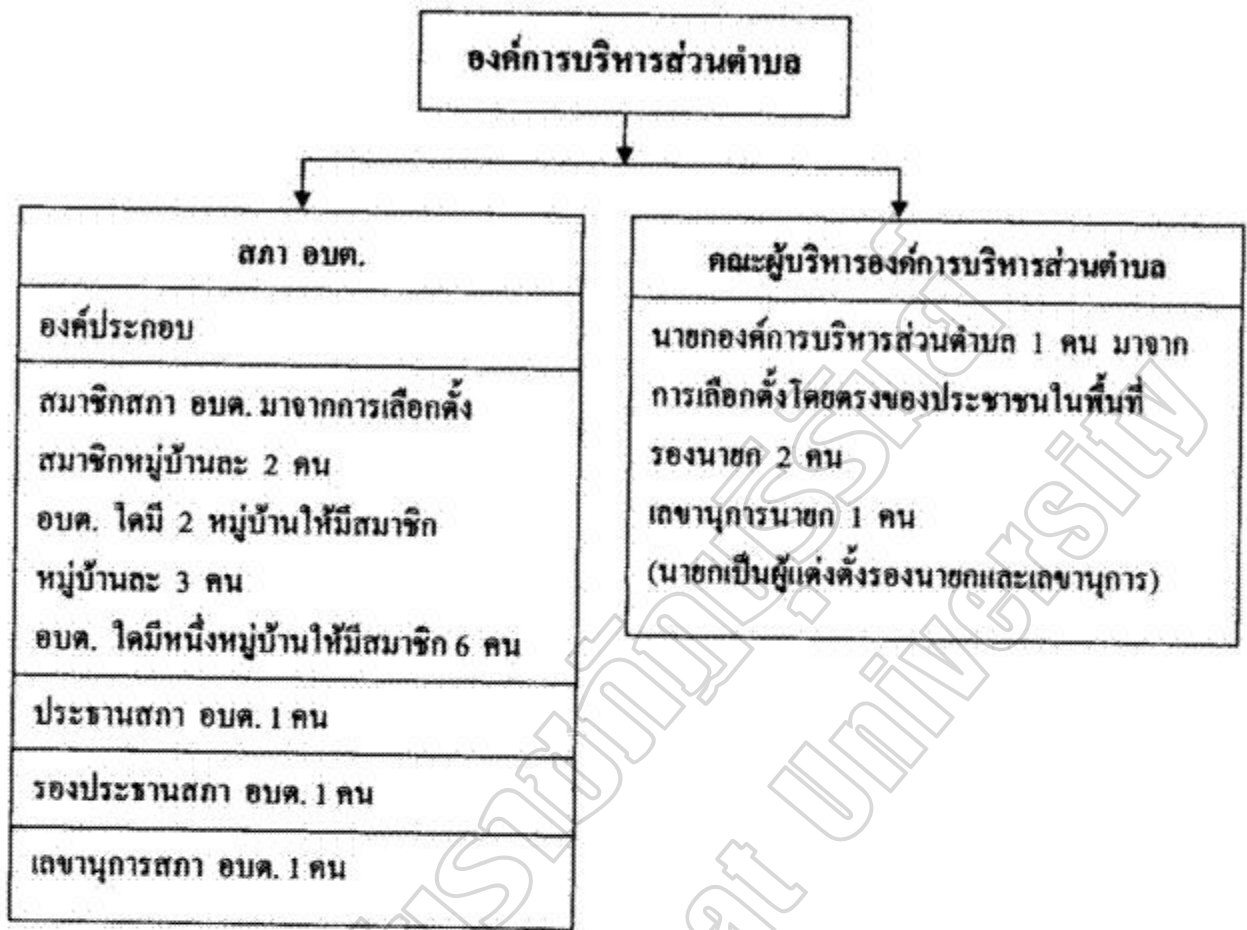 องค์การบริหารส่วนตำบล
สภา อบต.
องค์ประกอบ
สมาชิกสภา อบต. มาจากการเลือกตั้ง
สมาชิกหมู่บ้านละ 2 คน
อบต. ใดมี 2 หมู่บ้านให้มีสมาชิก
หมู่บ้านละ 3 คน
อบต. ใดมีหนึ่งหมู่บ้านให้มีสมาชิก 6 คน
ประธานสภา อบต. 1 คน
รองประธานสภา อบต. 1 คน
เลขานุการสภา อบต. 1 คน
คณะผู้บริหารองค์การบริหารส่วนตำบล
นายกองค์การบริหารส่วนตำบล 1 คน มาจาก
การเลือกตั้งโดยตรงของประชาชนในพื้นที่
รองนายก 2 คน
เลขานุการนายก 1 คน
(นายกเป็นผู้แต่งตั้งรองนายกและเลขานุการ)
University